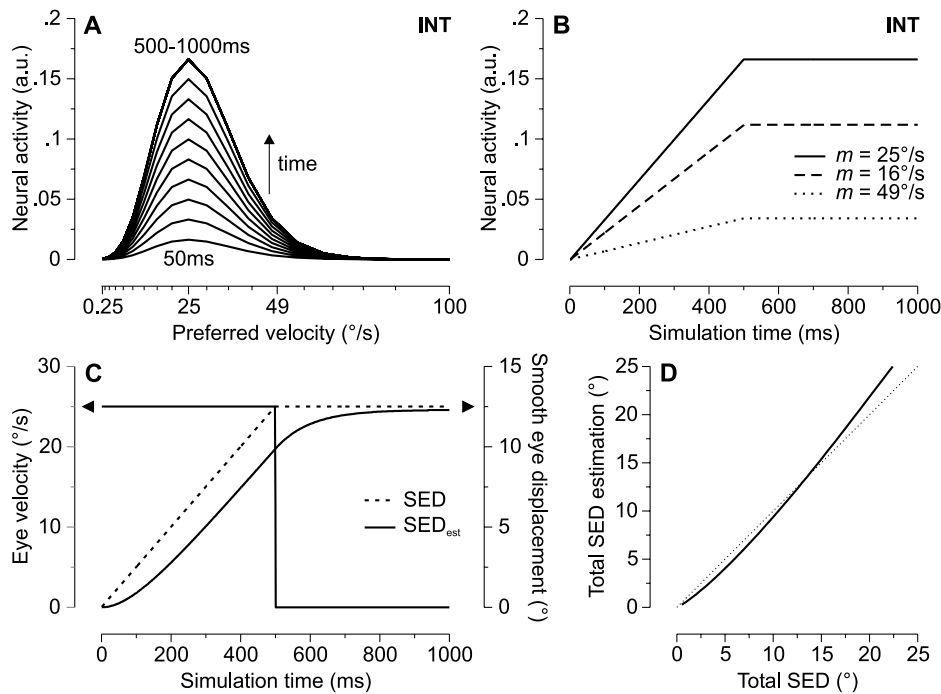 A
INT
500-1000ms
time
50ms
.2
.15
.1
.05
0
Neural activity (a.u.)
0.25
25
49
100
Preferred velocity (°/s)
B
INT
.2
.15
.1
.05
0
Neural activity (a.u.)
m = 25°/s
m = 16°/s
m = 49°/s
0
200
400
600
800
1000
Simulation time (ms)
C
30
20
10
0
Eye velocity (°/s)
15
10
5
0
Smooth eye displacement (°)
SED
SEDest
0
200
400
600
800
1000
Simulation time (ms)
D
25
20
15
10
5
0
Total SED estimation (°)
0
5
10
15
20
25
Total SED (°)